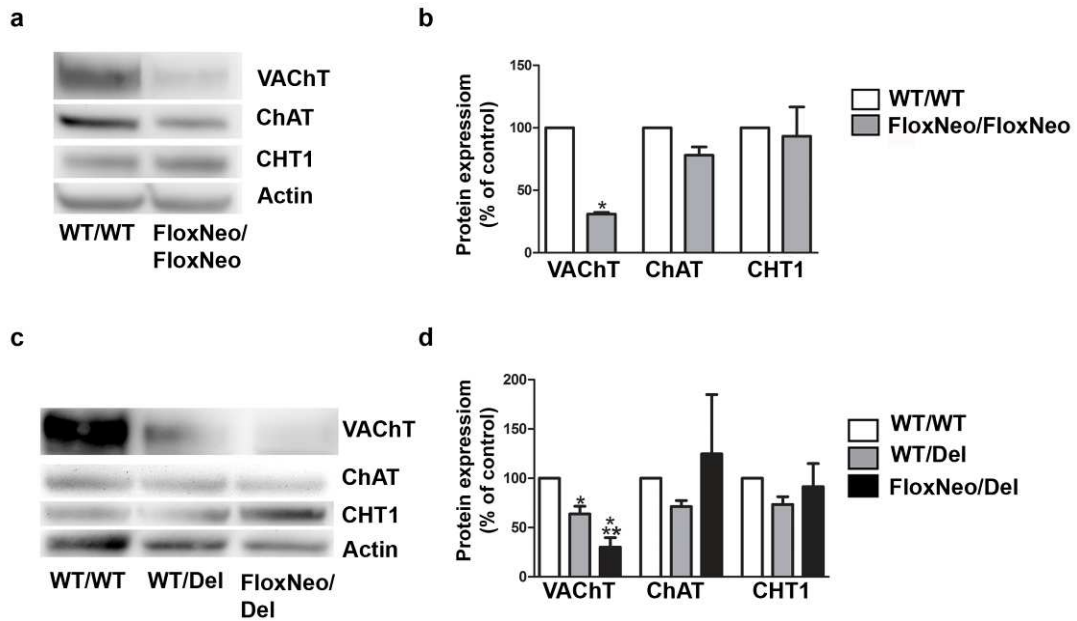 a
VAChT
ChAT
CHT1
Actin
WT/WT FloxNeo/
FloxNeo
b
Protein expressiom
(% of control)
150
100
50
0
*
VAChT ChAT CHT1
WT/WT
FloxNeo/FloxNeo
c
VAChT
ChAT
CHT1
Actin
WT/WT WT/Del FloxNeo/
Del
d
Protein expressiom
(% of control)
200
150
100
50
0
*
*
**
VAChT ChAT CHT1
WT/WT
WT/Del
FloxNeo/Del